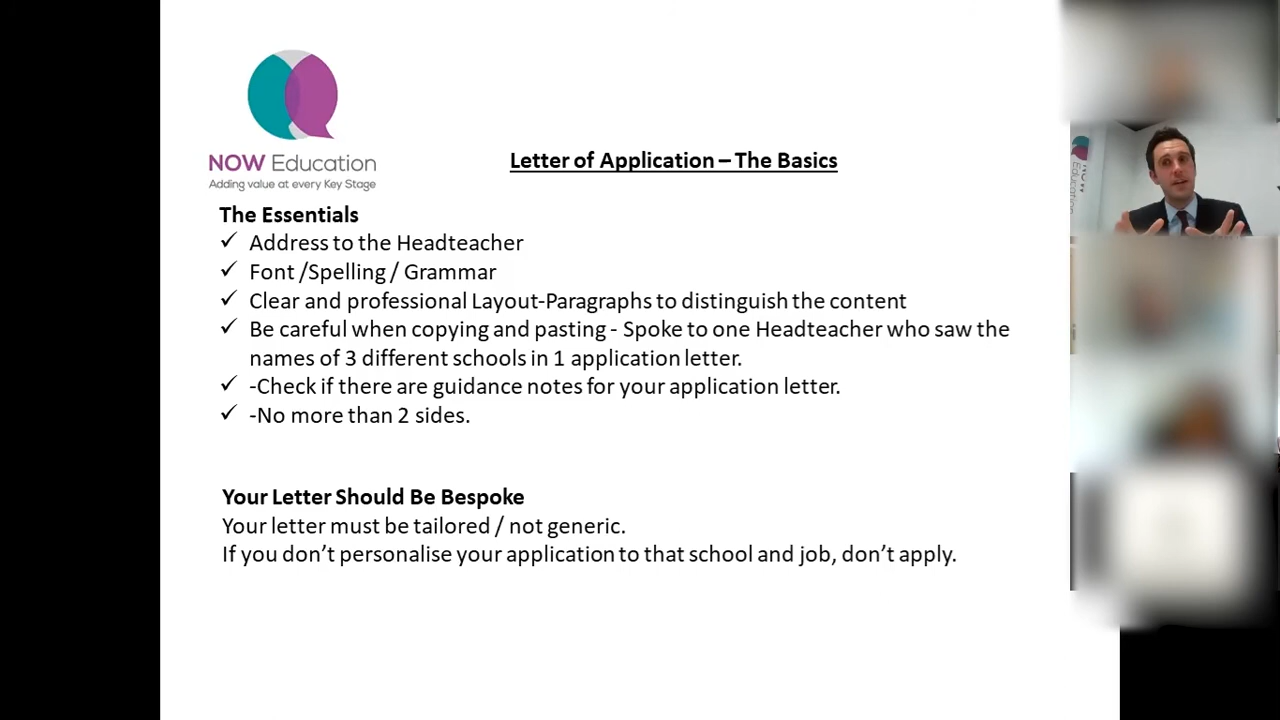 NOW Education
Adding value at every Key Stage
Letter of Application – The Basics
The Essentials
✓ Address to the Headteacher
✓ Font /Spelling / Grammar
✓ Clear and professional Layout-Paragraphs to distinguish the content
✓ Be careful when copying and pasting - Spoke to one Headteacher who saw the
names of 3 different schools in 1 application letter.
✓ -Check if there are guidance notes for your application letter.
✓ -No more than 2 sides.
Your Letter Should Be Bespoke
Your letter must be tailored / not generic.
If you don’t personalise your application to that school and job, don’t apply.
NOW
Education